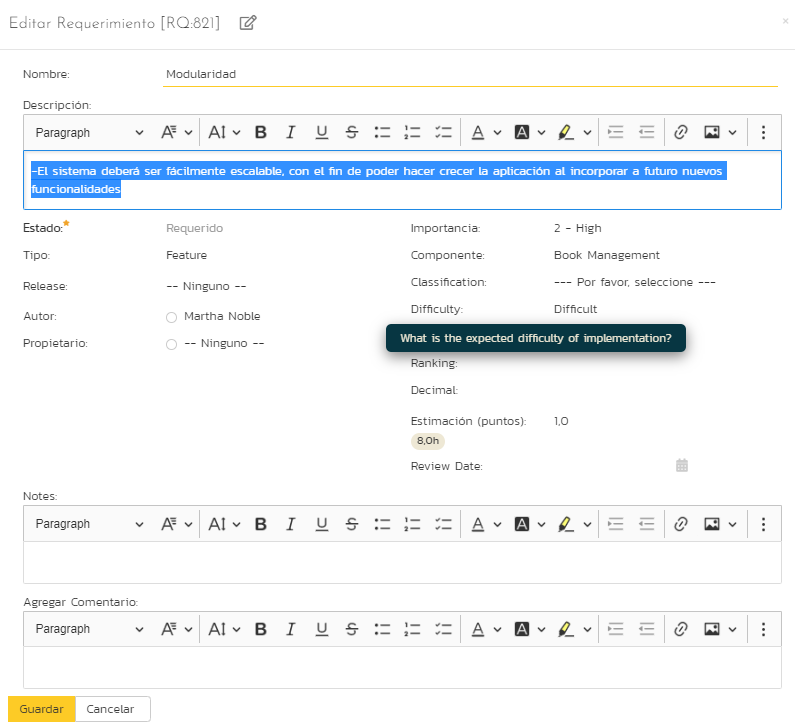 Editar Requerimiento [RQ:821]
×
Nombre: Modularidad
Descripción:
Paragraph
-El sistema deberá ser fácilmente escalable, con el fin de poder hacer crecer la aplicación al incorporar a futuro nuevos
funcionalidades
Estado:* Requerido
Importancia: 2 - High
Tipo: Feature
Componente: Book Management
Release: -- Ninguno --
Classification: --- Por favor, seleccione ---
Difficulty: Difficult
Autor: Martha Noble
What is the expected difficulty of implementation?
Propietario: -- Ninguno --
Ranking:
Decimal:
Estimación (puntos): 1,0
8,0h
Review Date:
Notes:
Paragraph
Agregar Comentario:
Paragraph
Guardar Cancelar